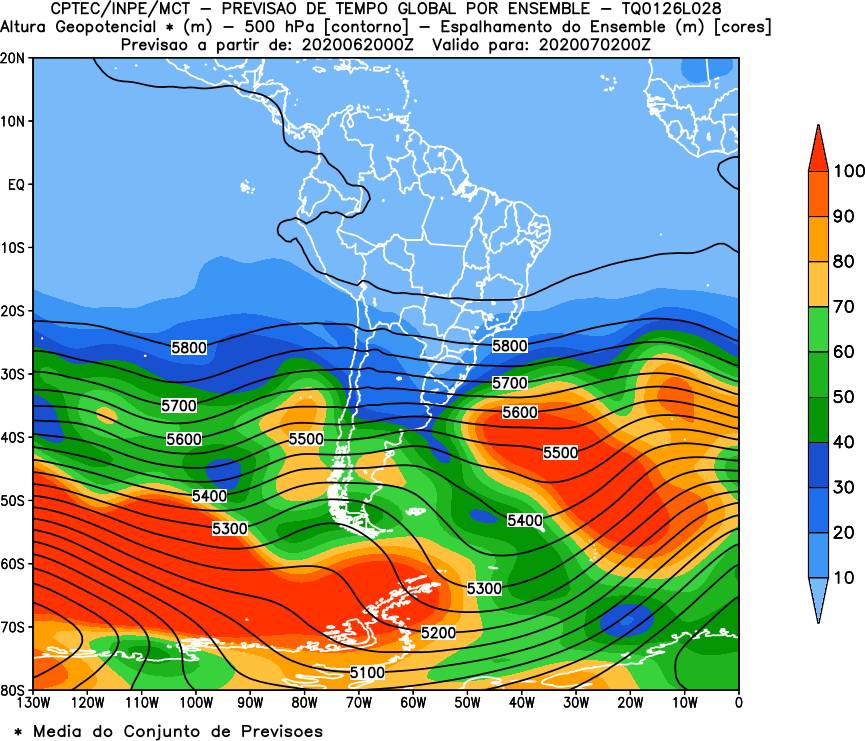 CPTEC/INPE/MCT – PREVISAO DE TEMPO GLOBAL POR ENSEMBLE – TQ0126L028
Altura Geopotencial * (m) – 500 hPa [contorno] – Espalhamento do Ensemble (m) [cores]
Previsao a partir de: 2020062000Z Valido para: 2020070200Z
20N
10N
EQ
10S
20S
30S
40S
50S
60S
70S
80S
5800
5800
5700
5700
5600
5600
5500
5500
5400
5400
5300
5300
5200
5100
130W 120W 110W 100W 90W 80W 70W 60W 50W 40W 30W 20W 10W 0
100
90
80
70
60
50
40
30
20
10
* Media do Conjunto de Previsoes